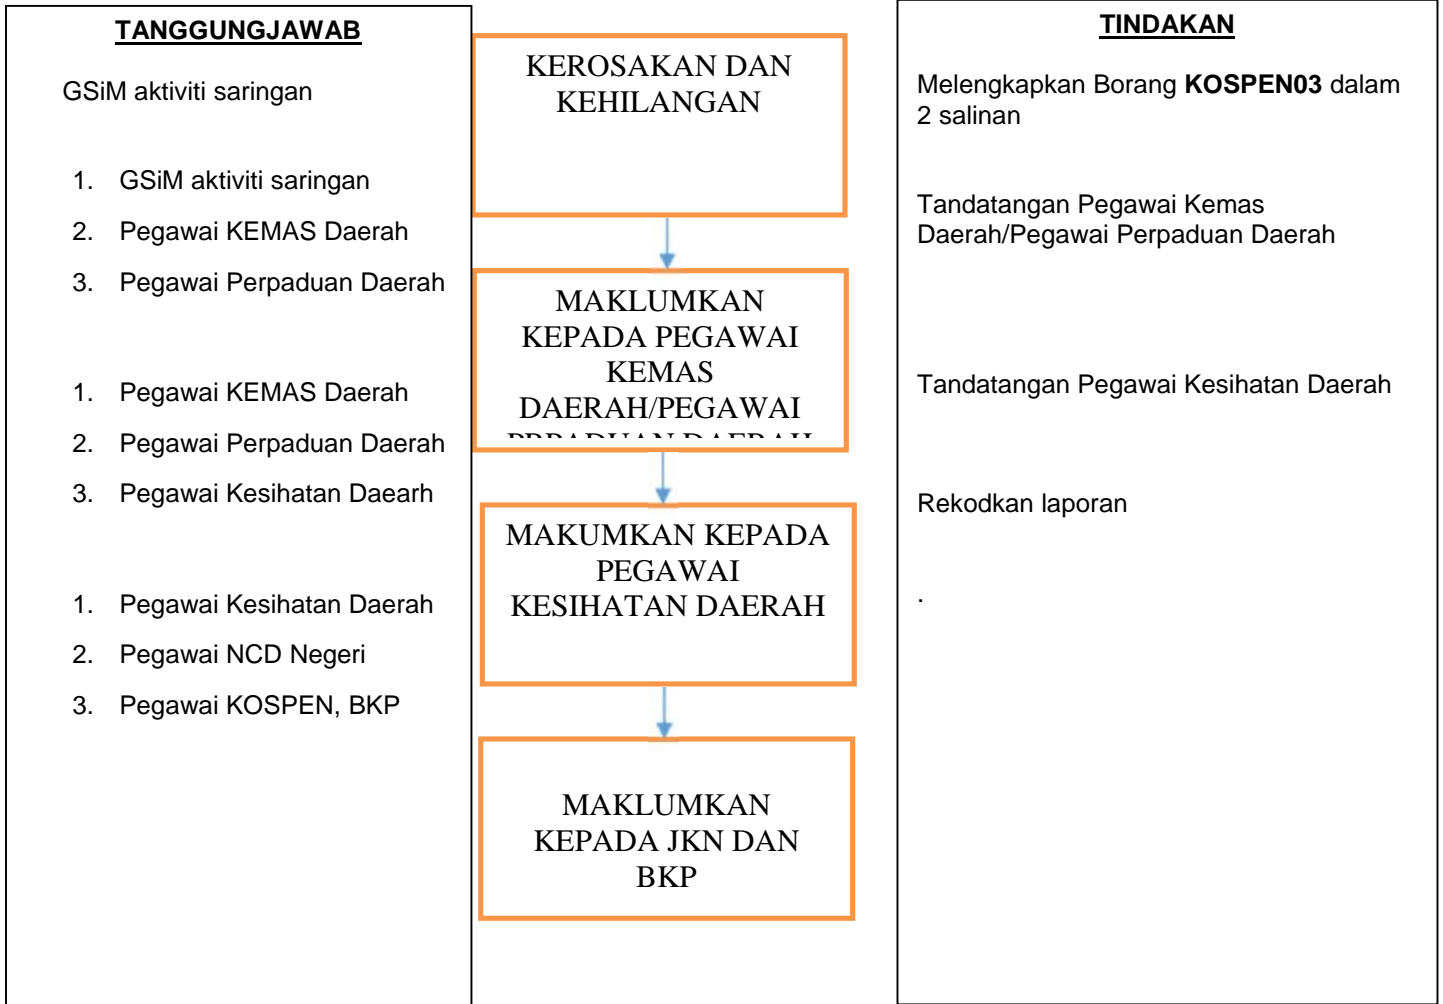 TANGGUNGJAWAB
GSiM aktiviti saringan
1. GSiM aktiviti saringan
2. Pegawai KEMAS Daerah
3. Pegawai Perpaduan Daerah
1. Pegawai KEMAS Daerah
2. Pegawai Perpaduan Daerah
3. Pegawai Kesihatan Daearh
1. Pegawai Kesihatan Daerah
2. Pegawai NCD Negeri
3. Pegawai KOSPEN, BKP
KEROSAKAN DAN
KEHILANGAN
MAKLUMKAN
KEPADA PEGAWAI
KEMAS
DAERAH/PEGAWAI
DAERAH
MAKUMKAN KEPADA
PEGAWAI
KESIHATAN DAERAH
MAKLUMKAN
KEPADA JKN DAN
BKP
TINDAKAN
Melengkapkan Borang KOSPEN03 dalam
2 salinan
Tandatangan Pegawai Kemas
Daerah/Pegawai Perpaduan Daerah
Tandatangan Pegawai Kesihatan Daerah
Rekodkan laporan
.